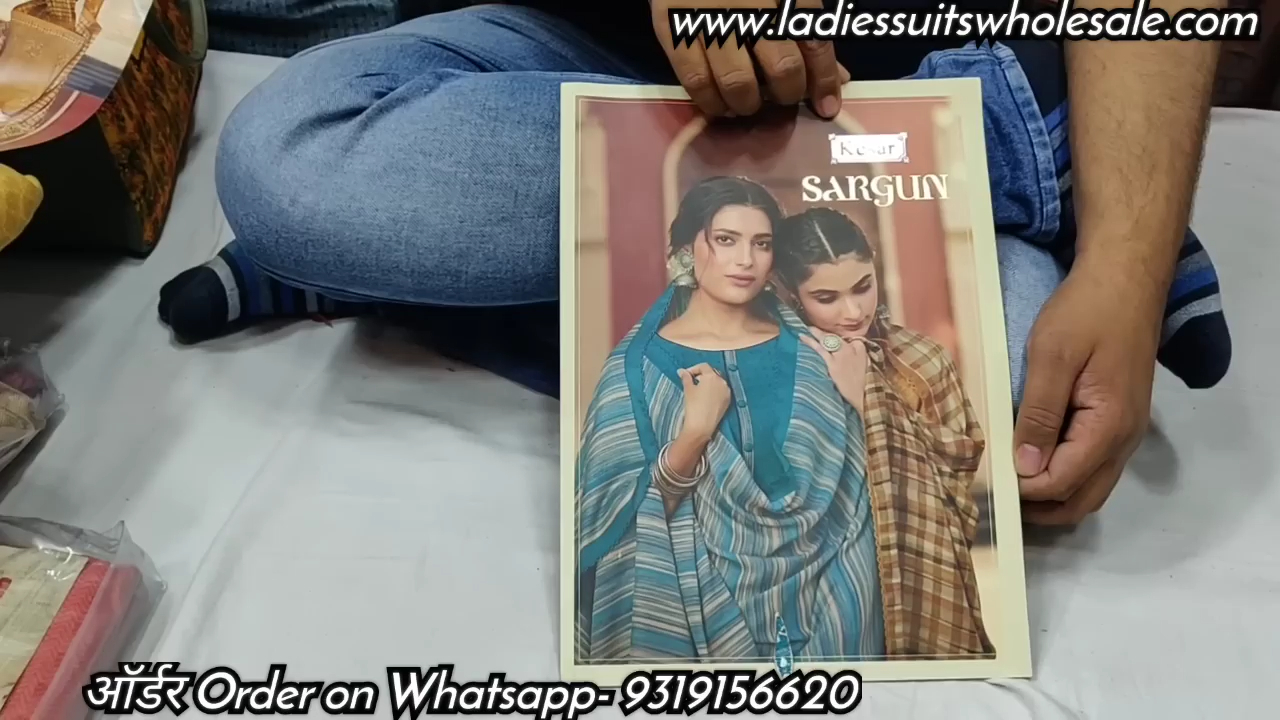 www.ladiessuitswholesale.com
Kesar
SARGUN
ऑर्डर Order on Whatsapp- 9319156620